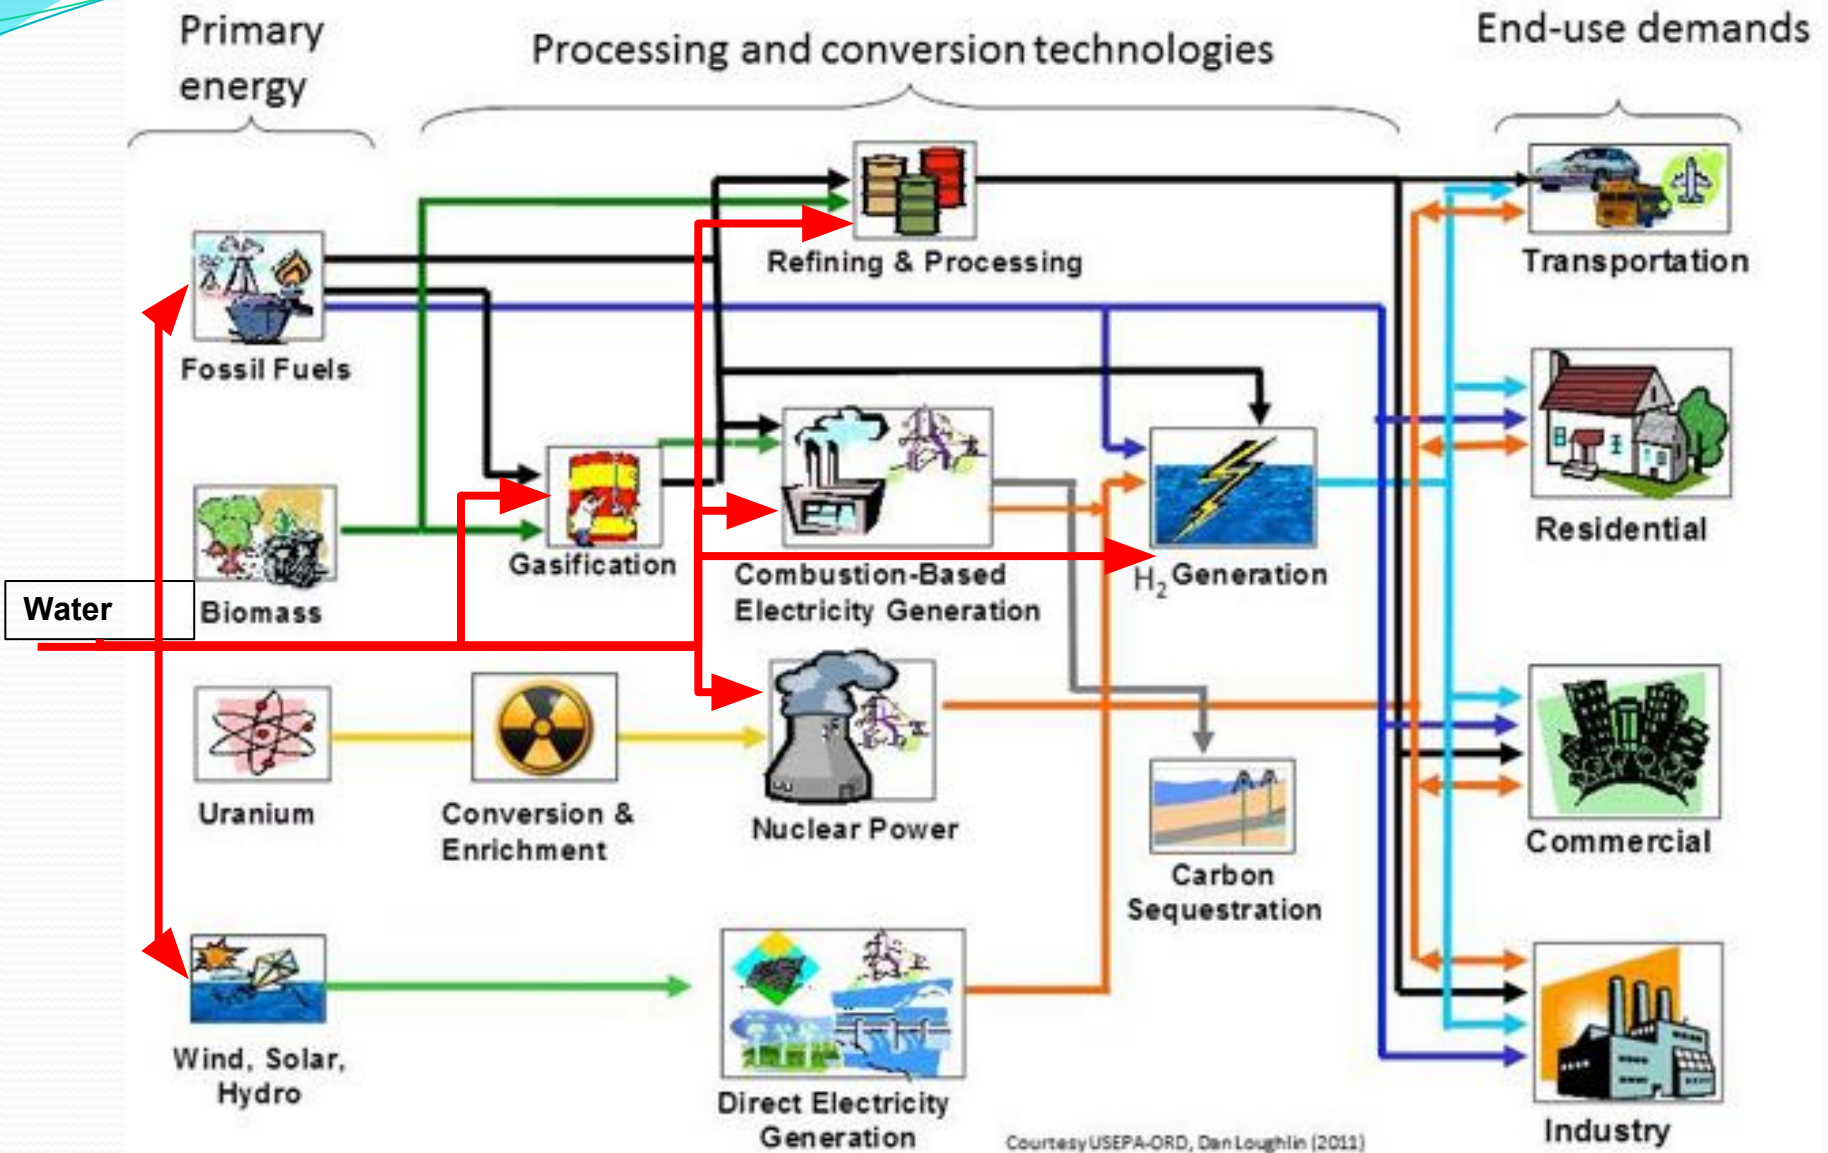 Primary
energy
Processing and conversion technologies
End-use demands
Refining & Processing
Transportation
Fossil Fuels
Residential
Gasification
Combustion-Based
Electricity Generation
H2 Generation
Water
Biomass
Uranium
Conversion &
Enrichment
Nuclear Power
Commercial
Carbon
Sequestration
Wind, Solar,
Hydro
Direct Electricity
Generation
Industry
Courtesy USEPA-ORD, Dan Loughlin (2011)